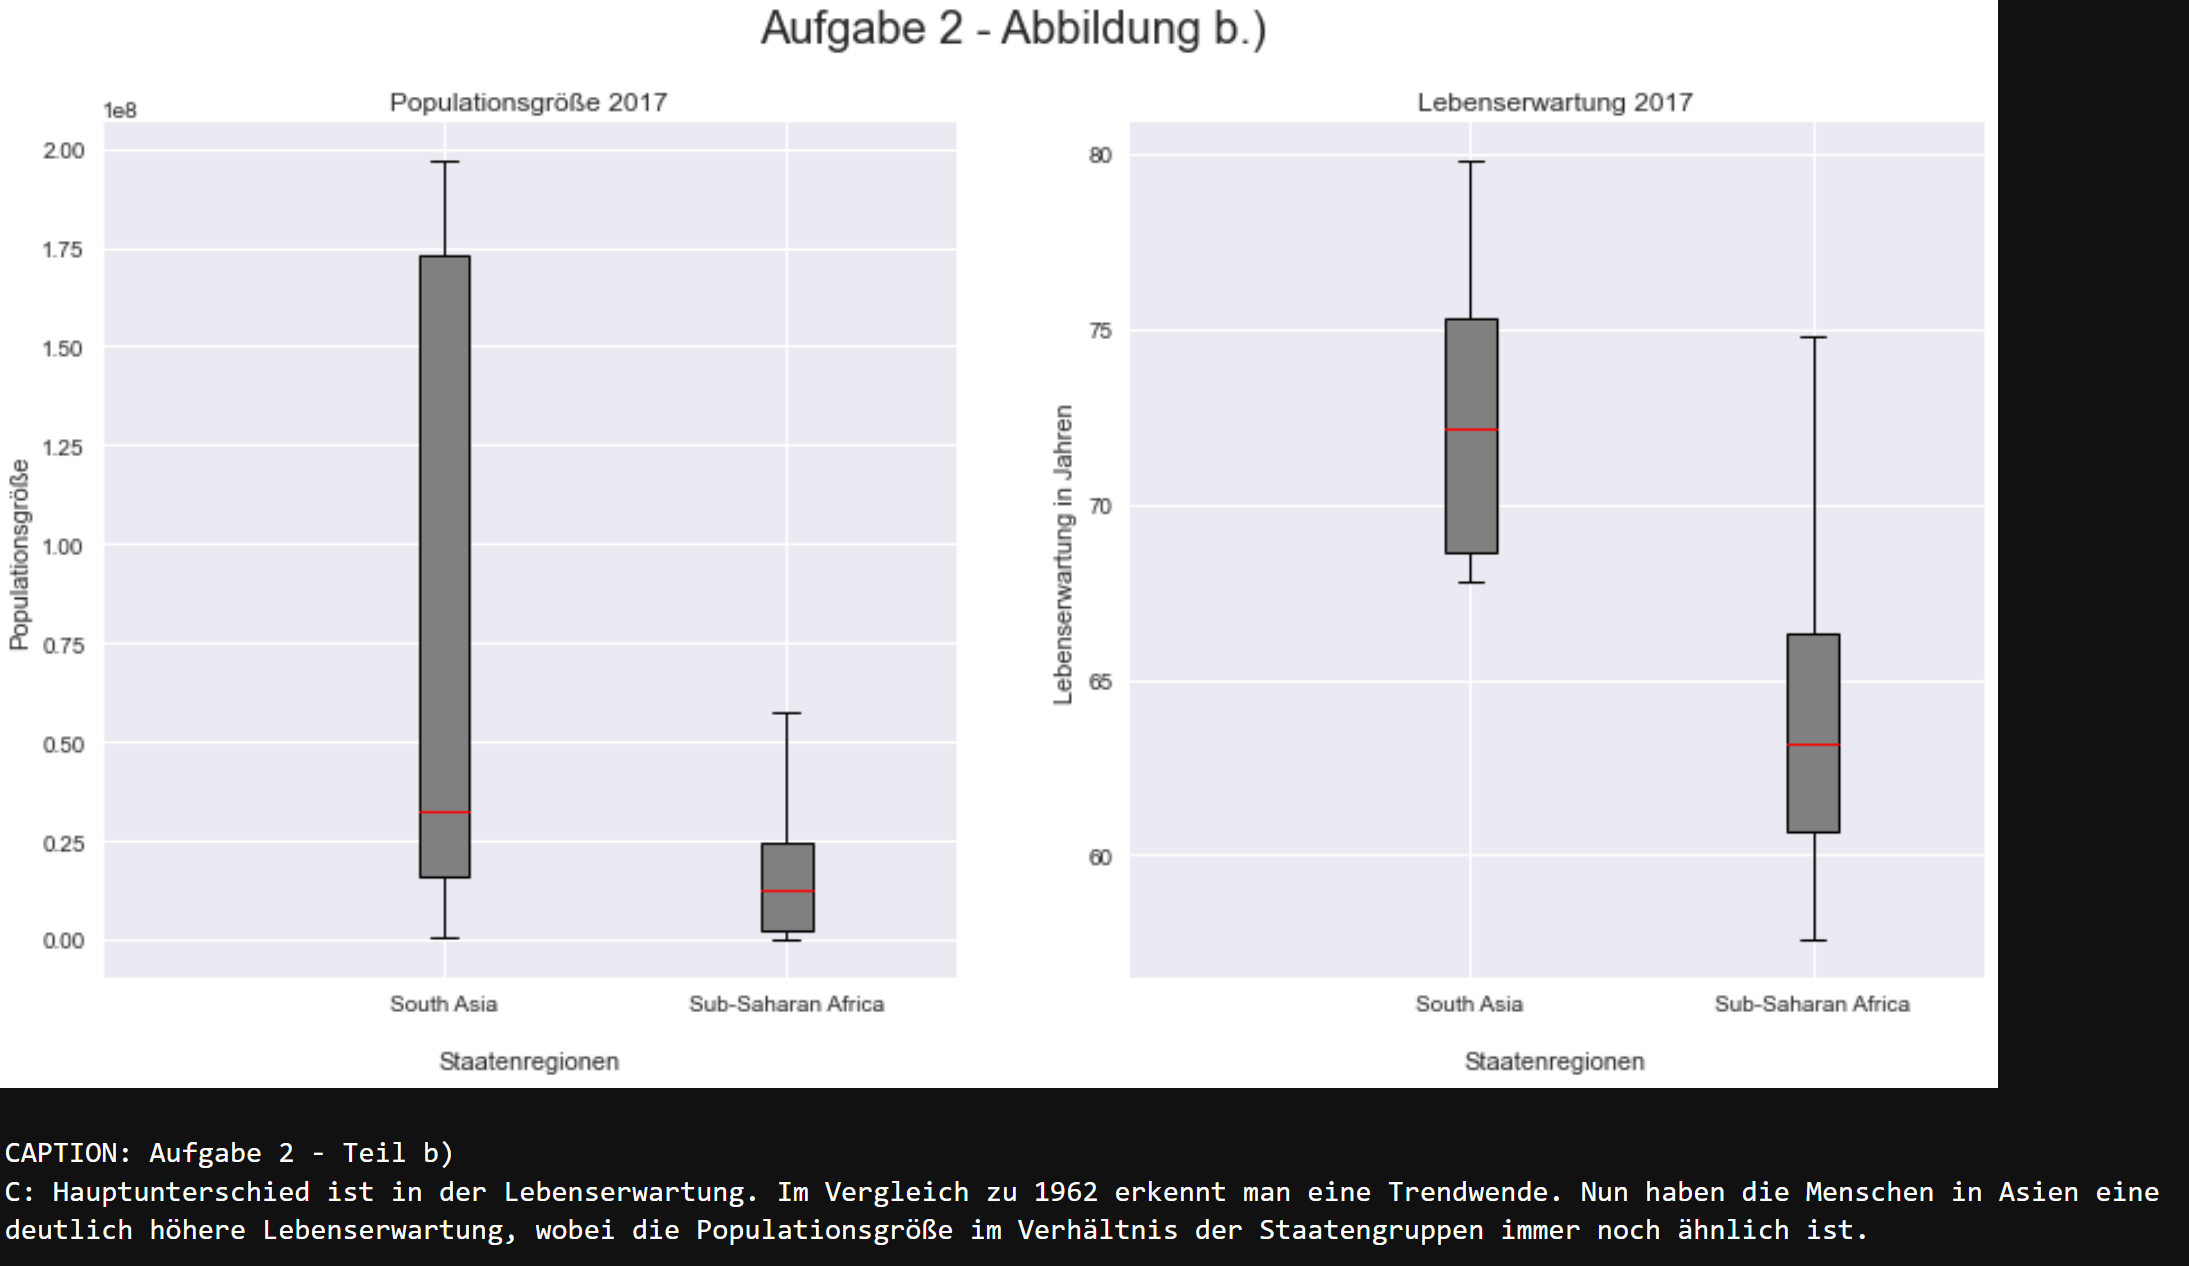 Aufgabe 2 - Abbildung b.)
Populationsgröße 2017
1e8
2.00
1.75
1.50
1.25
1.00
0.75
0.50
0.25
0.00
Populationsgröße
South Asia
Sub-Saharan Africa
Staatenregionen
Lebenserwartung 2017
80
75
70
65
60
Lebenserwartung in Jahren
South Asia
Sub-Saharan Africa
Staatenregionen
CAPTION: Aufgabe 2 - Teil b)
C: Hauptunterschied ist in der Lebenserwartung. Im Vergleich zu 1962 erkennt man eine Trendwende. Nun haben die Menschen in Asien eine
deutlich höhere Lebenserwartung, wobei die Populationsgröße im Verhältnis der Staatengruppen immer noch ähnlich ist.